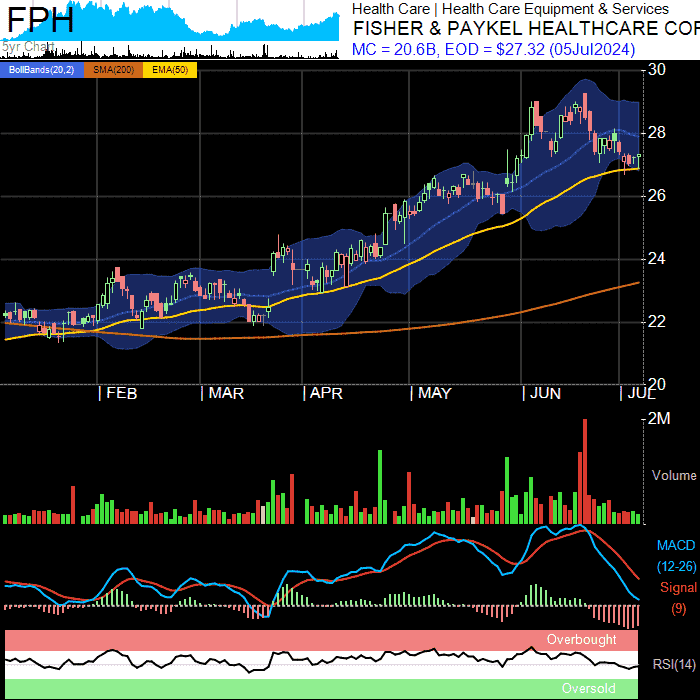 FPH
5yr Chart
Health Care | Health Care Equipment & Services
FISHER & PAYKEL HEALTHCARE COR
MC = 20.6B, EOD = $27.32 (05Jul2024)
BollBands(20,2) SMA(200) EMA(50)
30
28
26
24
22
20
| FEB | MAR | APR | MAY | JUN | JUL
2M
Volume
MACD
(12-26)
Signal
(9)
Overbought
RSI(14)
Oversold